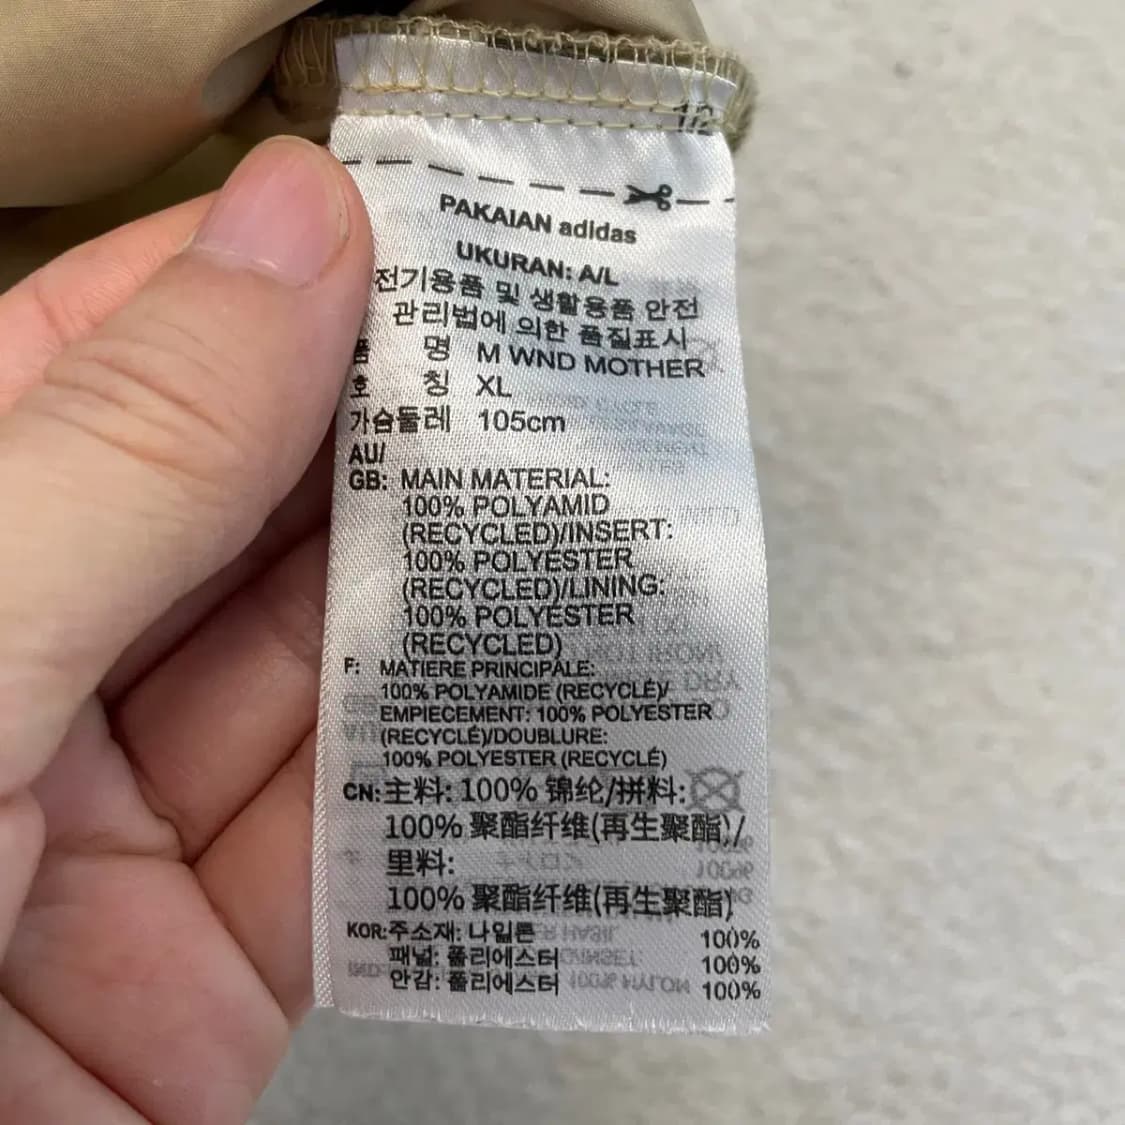 12
PAKAIAN adidas
UKURAN: A/L
전기용품 및 생활용품 안전
관리법에 의한 품질표시
품 명 M WND MOTHER
호 칭 XL
가슴둘레 105cm
AU/
GB: MAIN MATERIAL:
100% POLYAMID
(RECYCLED)/INSERT:
100% POLYESTER
(RECYCLED)/LINING:
100% POLYESTER
(RECYCLED)
F: MATIERE PRINCIPALE:
100% POLYAMIDE (RECYCLÉ)/
EMPIECEMENT: 100% POLYESTER
(RECYCLÉ)/DOUBLURE:
100% POLYESTER (RECYCLÉ)
CN: 主料: 100% 锦纶/拼料:
100% 聚酯纤维(再生聚酯)/
里料:
100% 聚酯纤维(再生聚酯)
KOR: 주소재: 나일론 100%
패널: 폴리에스터 100%
안감: 폴리에스터 100%